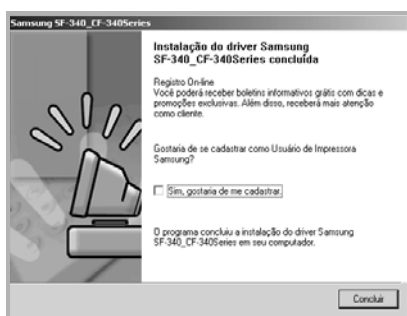 Samsung SF-340_CF-340Series
Instalação do driver Samsung
SF-340_CF-340Series concluída
Registro On-line
Você poderá receber boletins informativos grátis com dicas e
promoções exclusivas. Além disso, receberá mais atenção
como cliente.
Gostaria de se cadastrar como Usuário de Impressora
Samsung?
Sim, gostaria de me cadastrar.
O programa concluiu a instalação do driver Samsung
SF-340_CF-340Series em seu computador.
Concluir